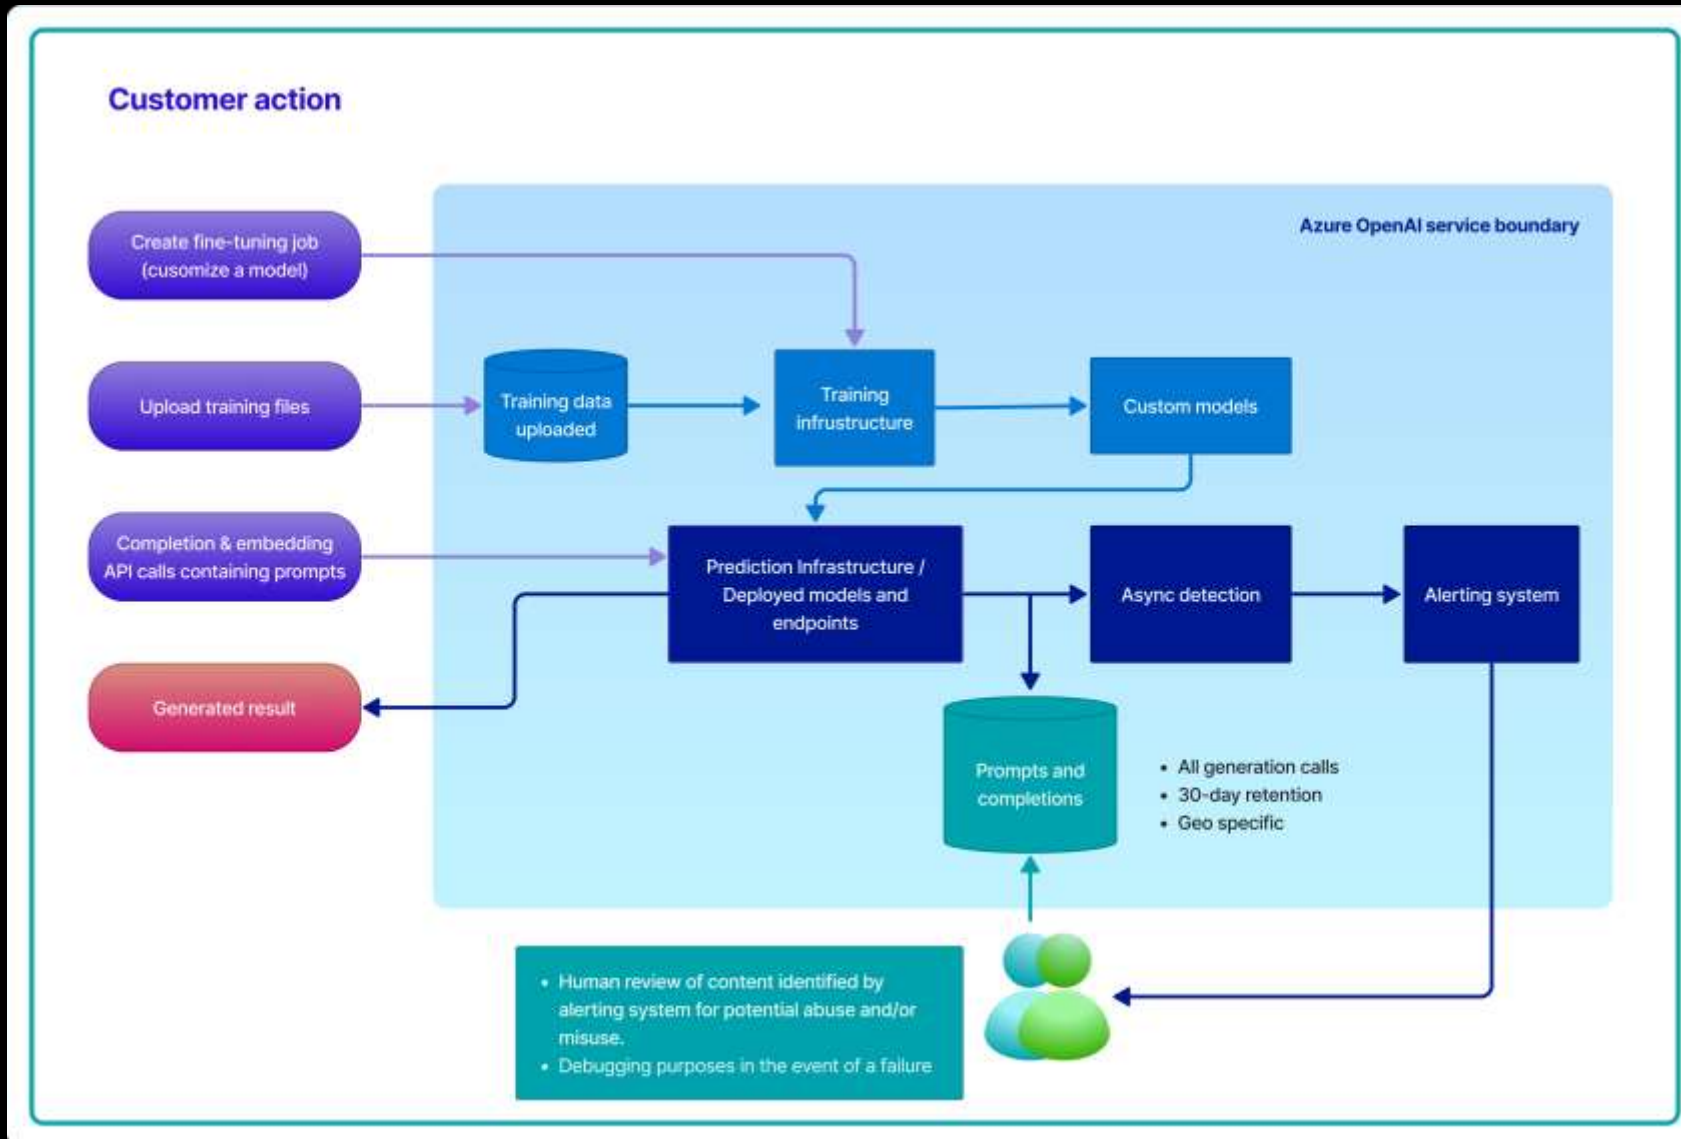 Customer action
Azure OpenAI service boundary
Create fine-tuning job
(cusomize a model)
Upload training files
Training data
uploaded
Training
infrustructure
Custom models
Completion & embedding
API calls containing prompts
Prediction Infrastructure /
Deployed models and
endpoints
Async detection
Alerting system
Generated result
Prompts and
completions
• All generation calls
• 30-day retention
• Geo specific
• Human review of content identified by
alerting system for potential abuse and/or
misuse.
• Debugging purposes in the event of a failure